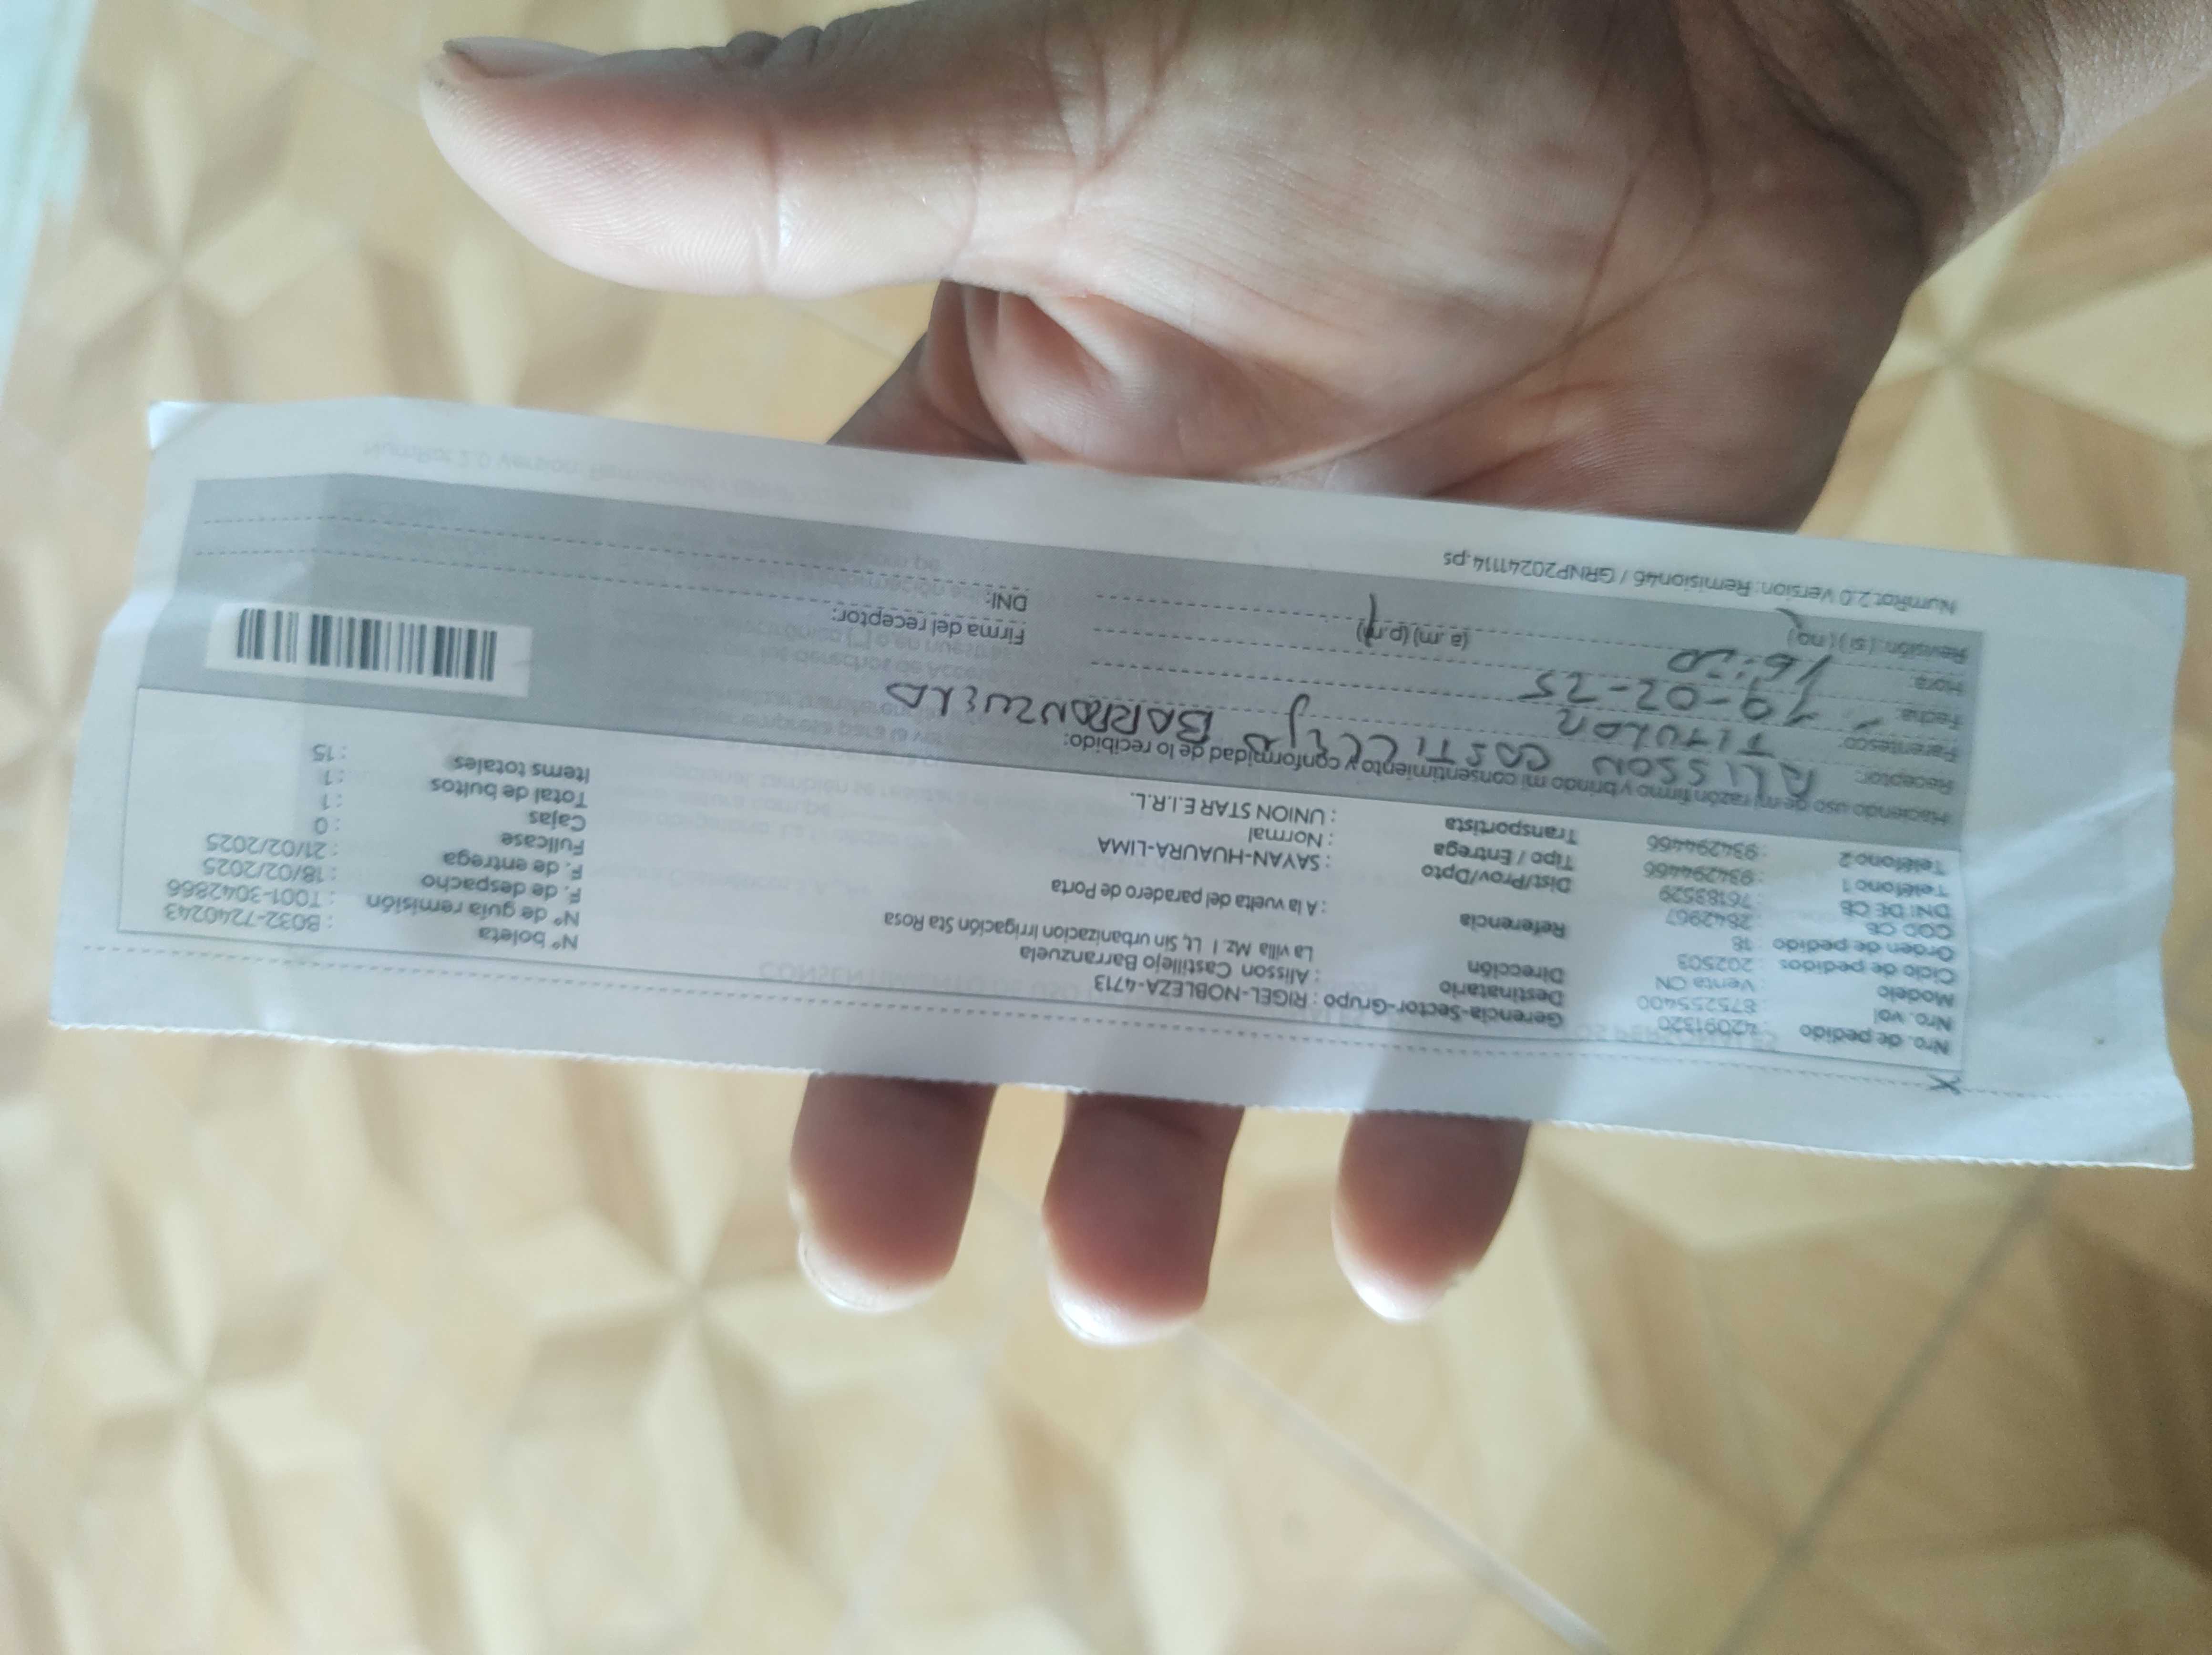 Nro. de pedido : 42091320
Nro. vol : 875255400
Modelo : Venta CN
Ciclo de pedidos : 202503
Orden de pedido : 18
COD CB : 2842967
DNI DE CB : 76183529
Teléfono 1 : 934294466
Teléfono 2 : 934294466
Gerencia-Sector-Grupo : RIGEL-NOBLEZA-4713
Destinatario : Alisson Castillejo Barranzuela
Dirección La villa Mz. I Lt, Sin urbanizacion Irrigación Sta Rosa
Referencia : A la vuelta del paradero de Porta
Dist/Prov/Dpto : SAYAN-HUAURA-LIMA
Tipo / Entrega : Normal
Transportista : UNION STAR E.I.R.L.
N° boleta : B032-7240243
N° de guía remisión : T001-3042866
F. de despacho : 18/02/2025
F. de entrega : 21/02/2025
Fullcase : 0
Cajas : 1
Total de bultos : 1
Items totales : 15
Haciendo uso de mi razón firmo y brindo mi consentimiento y conformidad de lo recibido:
Receptor: ALISSON CASTILLEJO BARRANZUELA
Parentesco: TITULAR
Fecha: 19-02-25
Hora: 16:20 (a .m) (p.m)
Revisión: ( si ) ( no )
Firma del receptor:
DNI:
NumRot 2.0 Version: Remision46 / GRNP20241114.ps